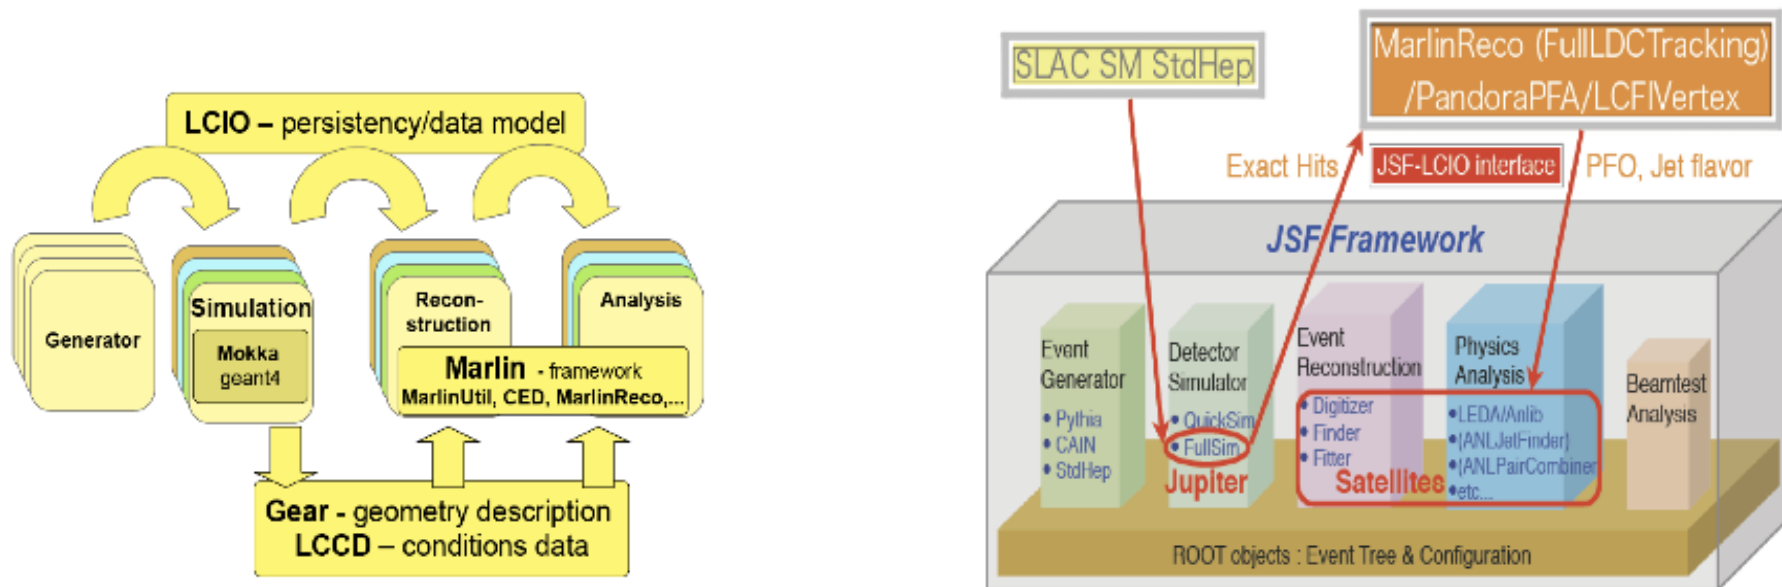 LCIO – persistency/data model
Generator
Simulation
Mokka
geant4
Recon-
struction
Analysis
Marlin - framework
MarlinUtil, CED, MarlinReco,...
Gear - geometry description
LCCD – conditions data
SLAC SM StdHep
MarlinReco (FullLDCTracking)
/PandoraPFA/LCFIVertex
Exact Hits
JSF-LCIO interface
PFO, Jet flavor
JSF Framework
Event
Generator
• Pythia
• CAIN
• StdHep
Detector
Simulator
• QuickSim
• FullSim
Jupiter
Event
Reconstruction
• Digitizer
• Finder
• Fitter
Satellites
Physics
Analysis
•LEDA/Anlib
•(ANLJetFinder)
•(ANLPairCombiner
•etc...
Beamtest
Analysis
ROOT objects : Event Tree & Configuration